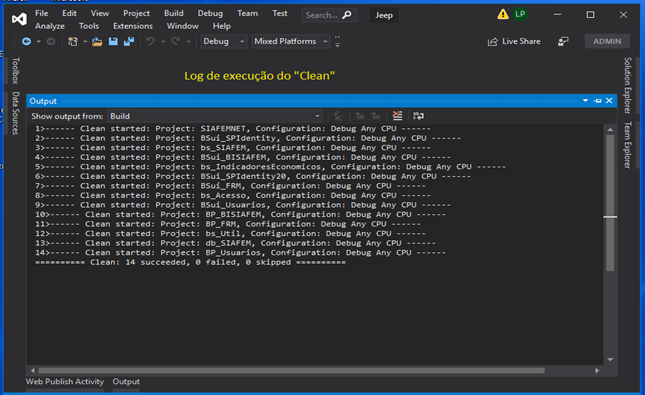 File Edit View Project Build Debug Team Test Search... Jeep LP
Analyze Tools Extensions Window Help
Debug Mixed Platforms Live Share ADMIN
Toolbox
Data Sources
Solution Explorer
Team Explorer
Log de execução do "Clean"
Output
Show output from: Build
1>------ Clean started: Project: SIAFEMNET, Configuration: Debug Any CPU ------
2>------ Clean started: Project: BSui_SPIdentity, Configuration: Debug Any CPU ------
3>------ Clean started: Project: bs_SIAFEM, Configuration: Debug Any CPU ------
4>------ Clean started: Project: BSui_BISIAFEM, Configuration: Debug Any CPU ------
5>------ Clean started: Project: bs_IndicadoresEconomicos, Configuration: Debug Any CPU ------
6>------ Clean started: Project: BSui_SPIdentity20, Configuration: Debug Any CPU ------
7>------ Clean started: Project: BSui_FRM, Configuration: Debug Any CPU ------
8>------ Clean started: Project: bs_Acesso, Configuration: Debug Any CPU ------
9>------ Clean started: Project: BSui_Usuarios, Configuration: Debug Any CPU ------
10>------ Clean started: Project: BP_BISIAFEM, Configuration: Debug Any CPU ------
11>------ Clean started: Project: BP_FRM, Configuration: Debug Any CPU ------
12>------ Clean started: Project: bs_Util, Configuration: Debug Any CPU ------
13>------ Clean started: Project: db_SIAFEM, Configuration: Debug Any CPU ------
14>------ Clean started: Project: BP_Usuarios, Configuration: Debug Any CPU ------
========== Clean: 14 succeeded, 0 failed, 0 skipped ==========
Web Publish Activity Output